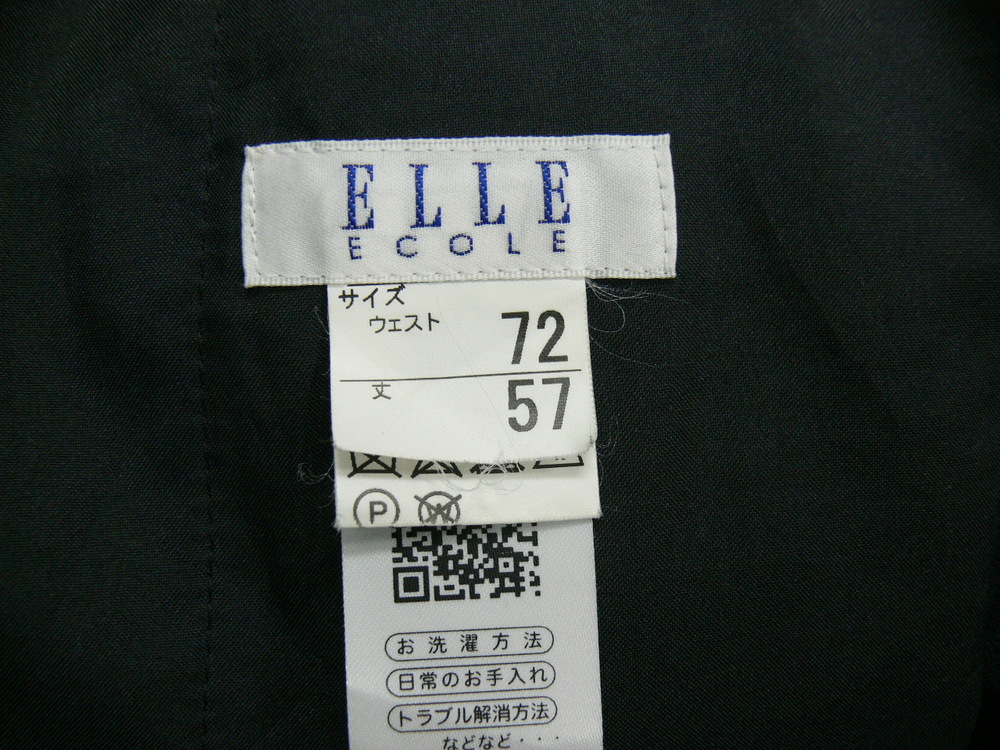 ELLE
ECOLE
サイズ
ウェスト 72
丈 57
P W
お洗濯方法
日常のお手入れ
トラブル解消方法
などなど・・・